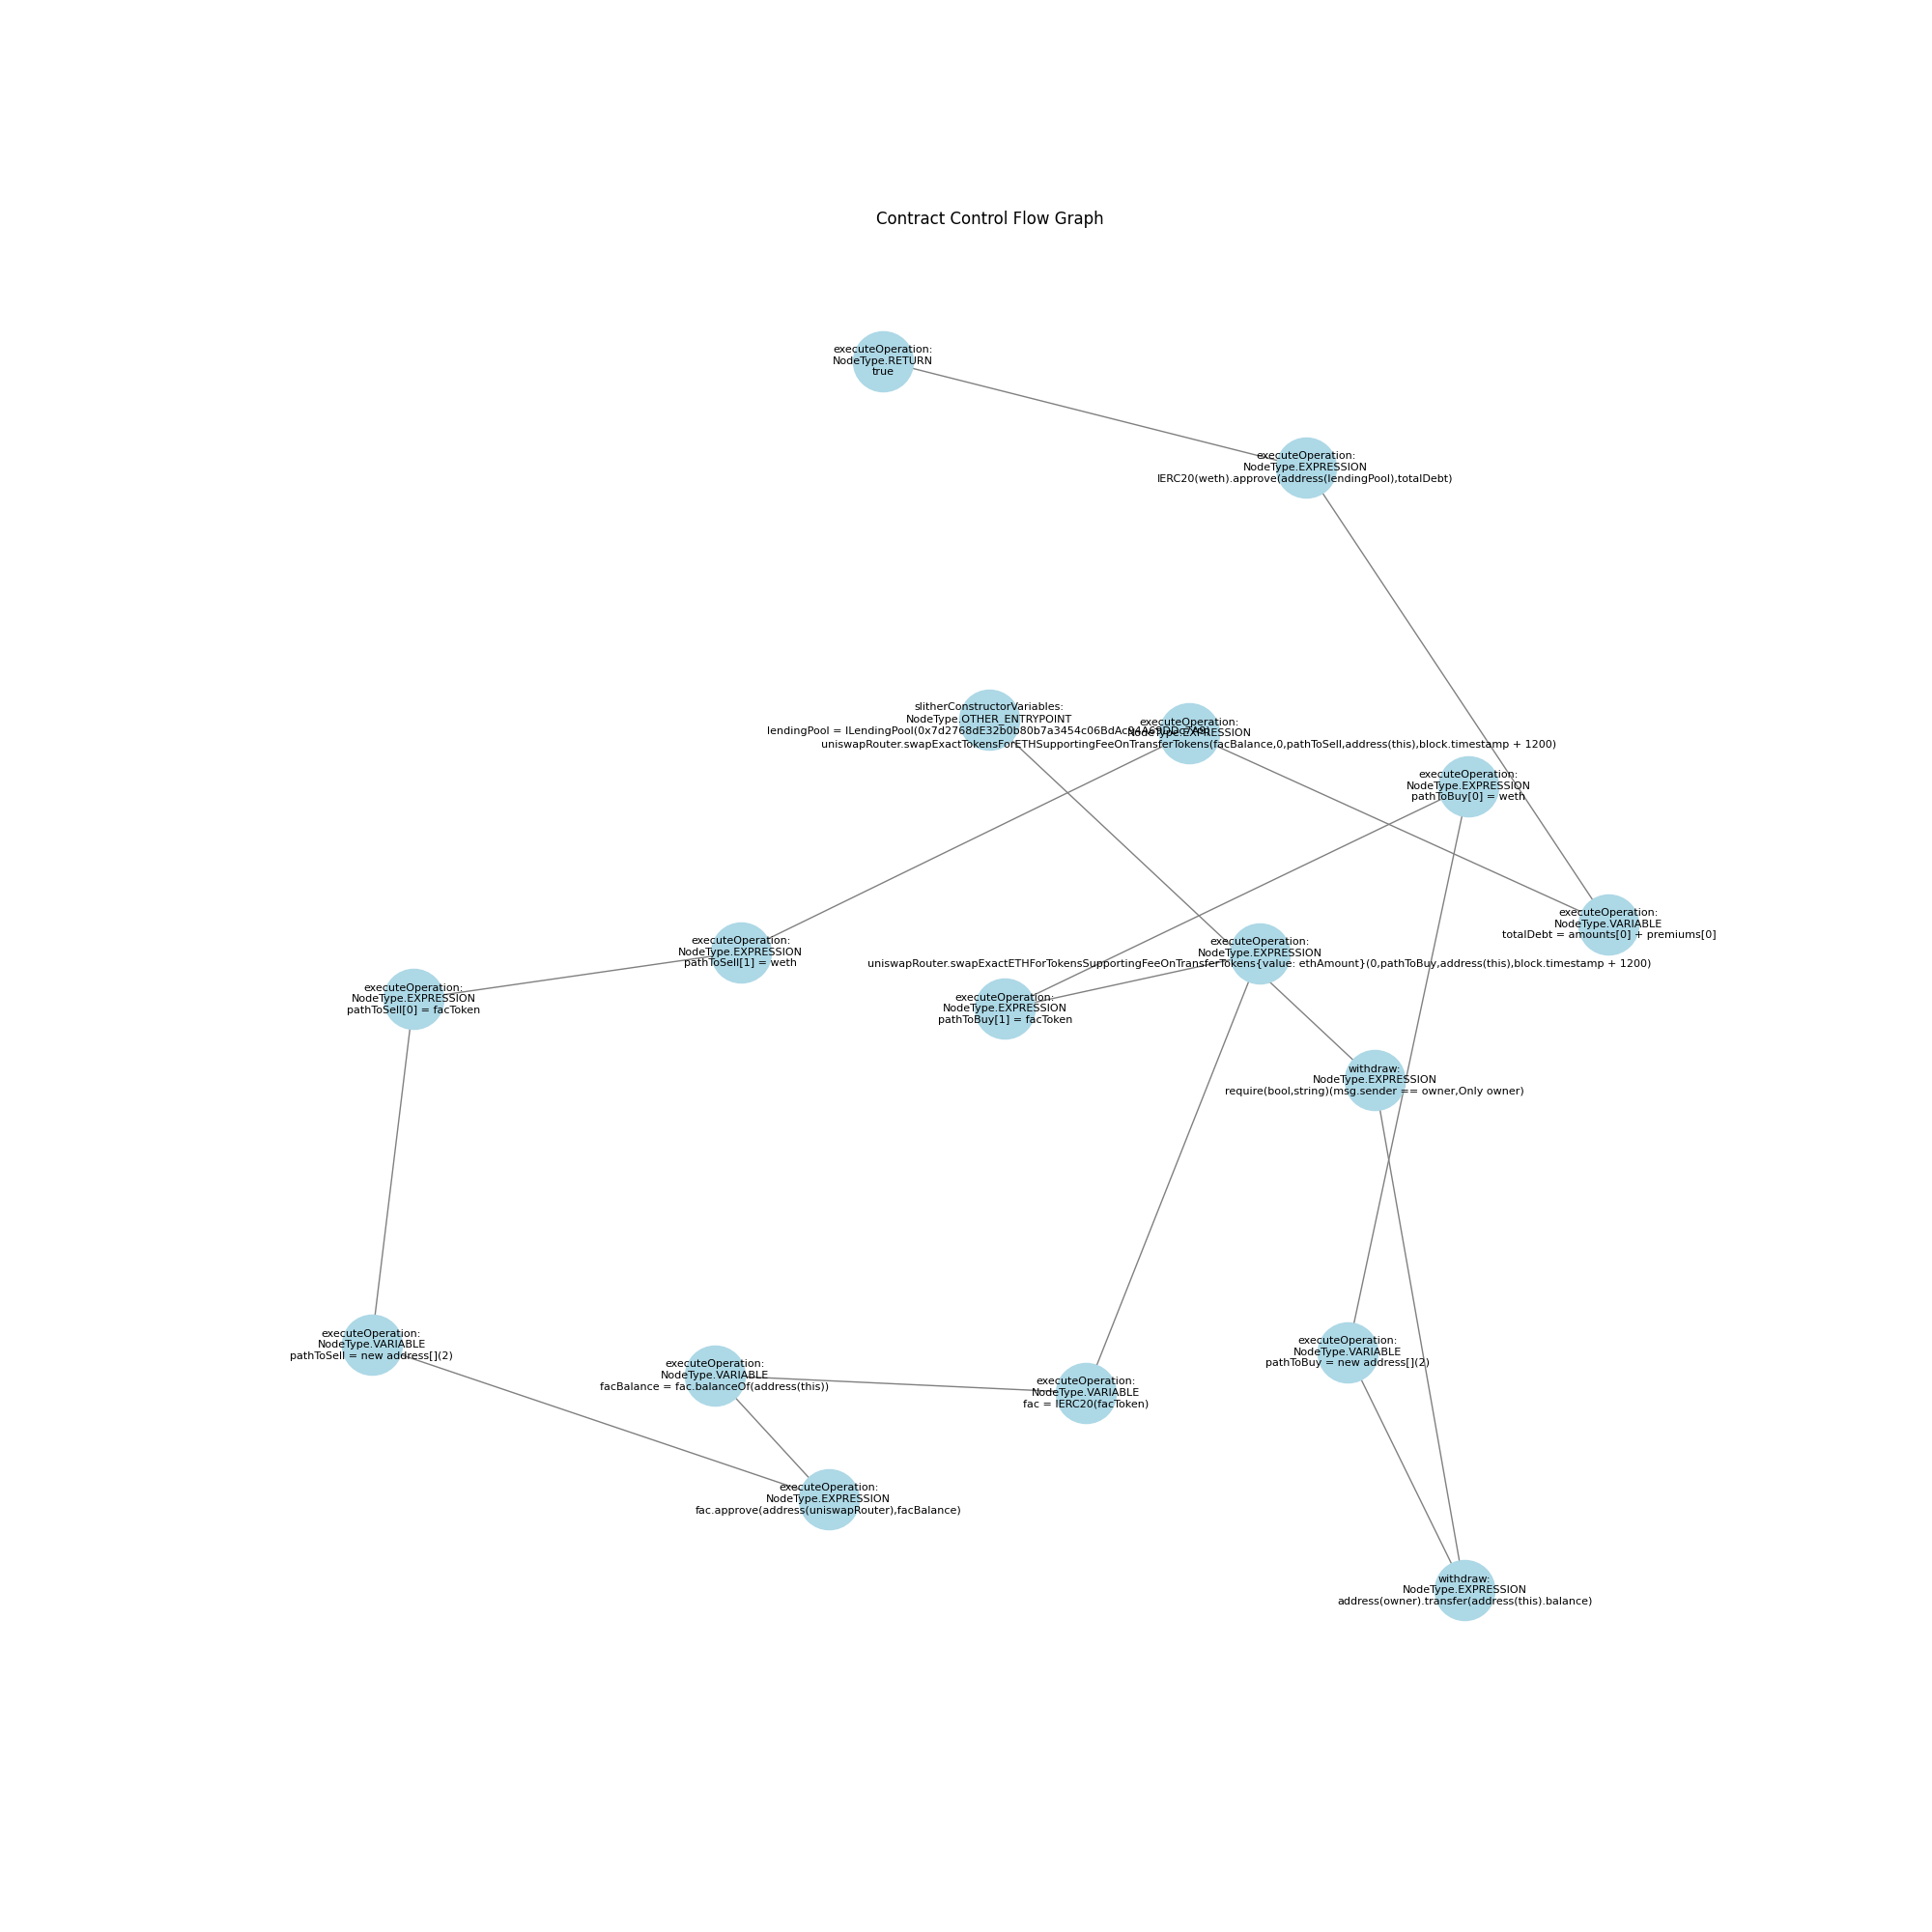 Contract Control Flow Graph
executeOperation:
NodeType.RETURN
true
executeOperation:
NodeType.EXPRESSION
IERC20(weth).approve(address(lendingPool),totalDebt)
slitherConstructorVariables:
NodeType.OTHER_ENTRYPOINT
lendingPool =
executeOperation:
NodeType.EXPRESSION
uniswapRouter.swapExactTokensForETHSupportingFeeOnTransferTokens(facBalance,0,pathToSell,address(this),block.timestamp + 1200)
executeOperation:
NodeType.EXPRESSION
pathToBuy[0] = weth
executeOperation:
NodeType.VARIABLE
totalDebt = amounts[0] + premiums[0]
executeOperation:
NodeType.EXPRESSION
pathToSell[1] = weth
executeOperation:
NodeType.EXPRESSION
uniswapRouter.swapExactETHForTokensSupportingFeeOnTransferTokens{value: ethAmount}(0,pathToBuy,address(this),block.timestamp + 1200)
executeOperation:
NodeType.EXPRESSION
pathToSell[0] = facToken
executeOperation:
NodeType.EXPRESSION
pathToBuy[1] = facToken
withdraw:
NodeType.EXPRESSION
require(bool,string)(msg.sender == owner,Only owner)
executeOperation:
NodeType.VARIABLE
pathToSell = new address[](2)
executeOperation:
NodeType.VARIABLE
pathToBuy = new address[](2)
executeOperation:
NodeType.VARIABLE
facBalance = fac.balanceOf(address(this))
executeOperation:
NodeType.VARIABLE
fac = IERC20(facToken)
executeOperation:
NodeType.EXPRESSION
fac.approve(address(uniswapRouter),facBalance)
withdraw:
NodeType.EXPRESSION
address(owner).transfer(address(this).balance)